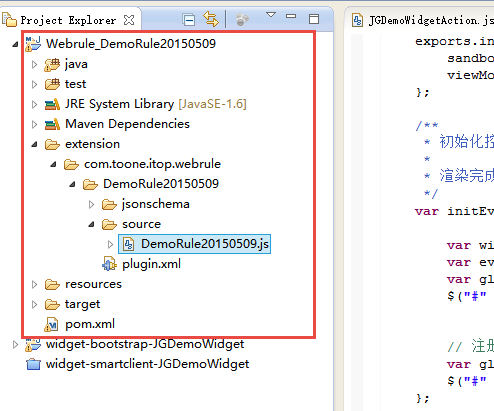 Project Explorer
JGDemoWidgetAction.j
Webrule_DemoRule20150509
java
test
JRE System Library [JavaSE-1.6]
Maven Dependencies
extension
com.toone.itop.webrule
DemoRule20150509
jsonschema
source
DemoRule20150509.js
plugin.xml
resources
target
pom.xml
widget-bootstrap-JGDemoWidget
widget-smartclient-JGDemoWidget
exports.in
sandbo
viewMo
};
/**
* 初始化控
*
* 渲染完成
*/
var initEv
var wi
var ev
var gl
$("#"
// 注册
var gl
$("#"
};